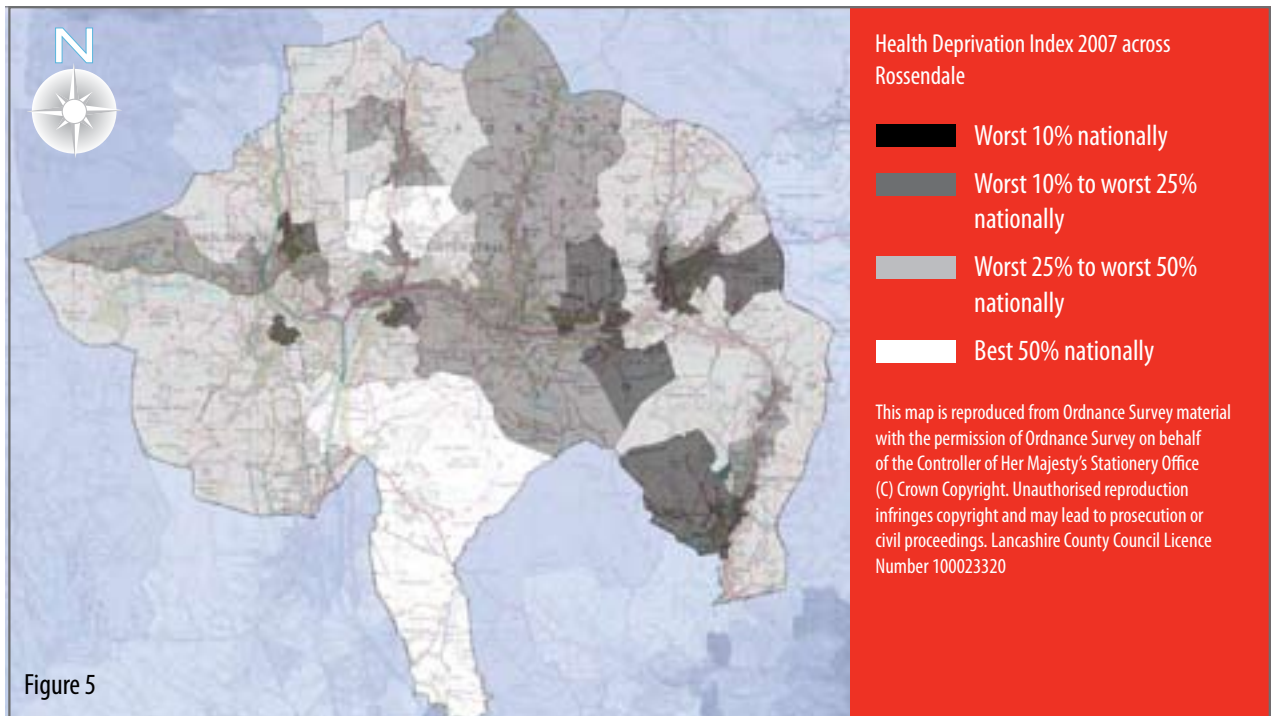 N
Health Deprivation Index 2007 across
Rossendale
Worst 10% nationally
Worst 10% to worst 25%
nationally
Worst 25% to worst 50%
nationally
Best 50% nationally
This map is reproduced from Ordnance Survey material
with the permission of Ordnance Survey on behalf
of the Controller of Her Majesty’s Stationery Office
(C) Crown Copyright. Unauthorised reproduction
infringes copyright and may lead to prosecution or
civil proceedings. Lancashire County Council Licence
Number 100023320
Figure 5